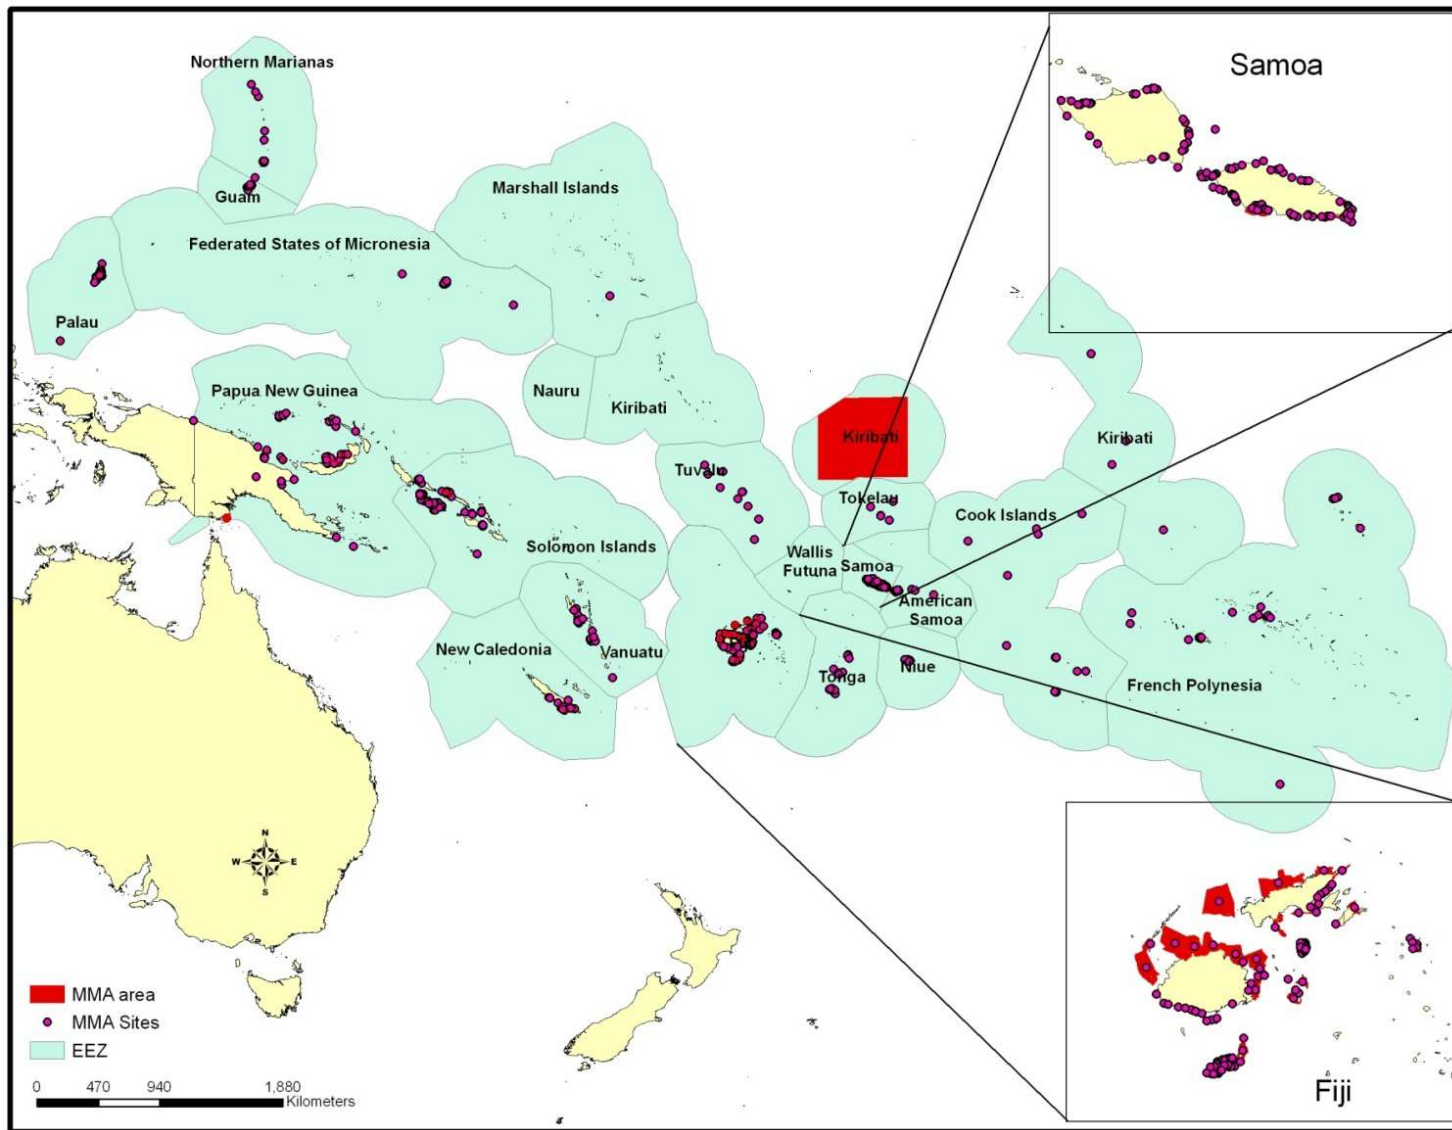 Samoa
Northern Marianas
Guam
Marshall Islands
Federated States of Micronesia
Palau
Papua New Guinea
Nauru
Kiribati
Kiribati
Kiribati
Tuvalu
Tokelau
Cook Islands
Solomon Islands
Wallis
Futuna
Samoa
American
Samoa
New Caledonia
Vanuatu
Tonga
Niue
French Polynesia
N
W
E
S
MMA area
MMA Sites
EEZ
0 470 940 1,880
Kilometers
Fiji